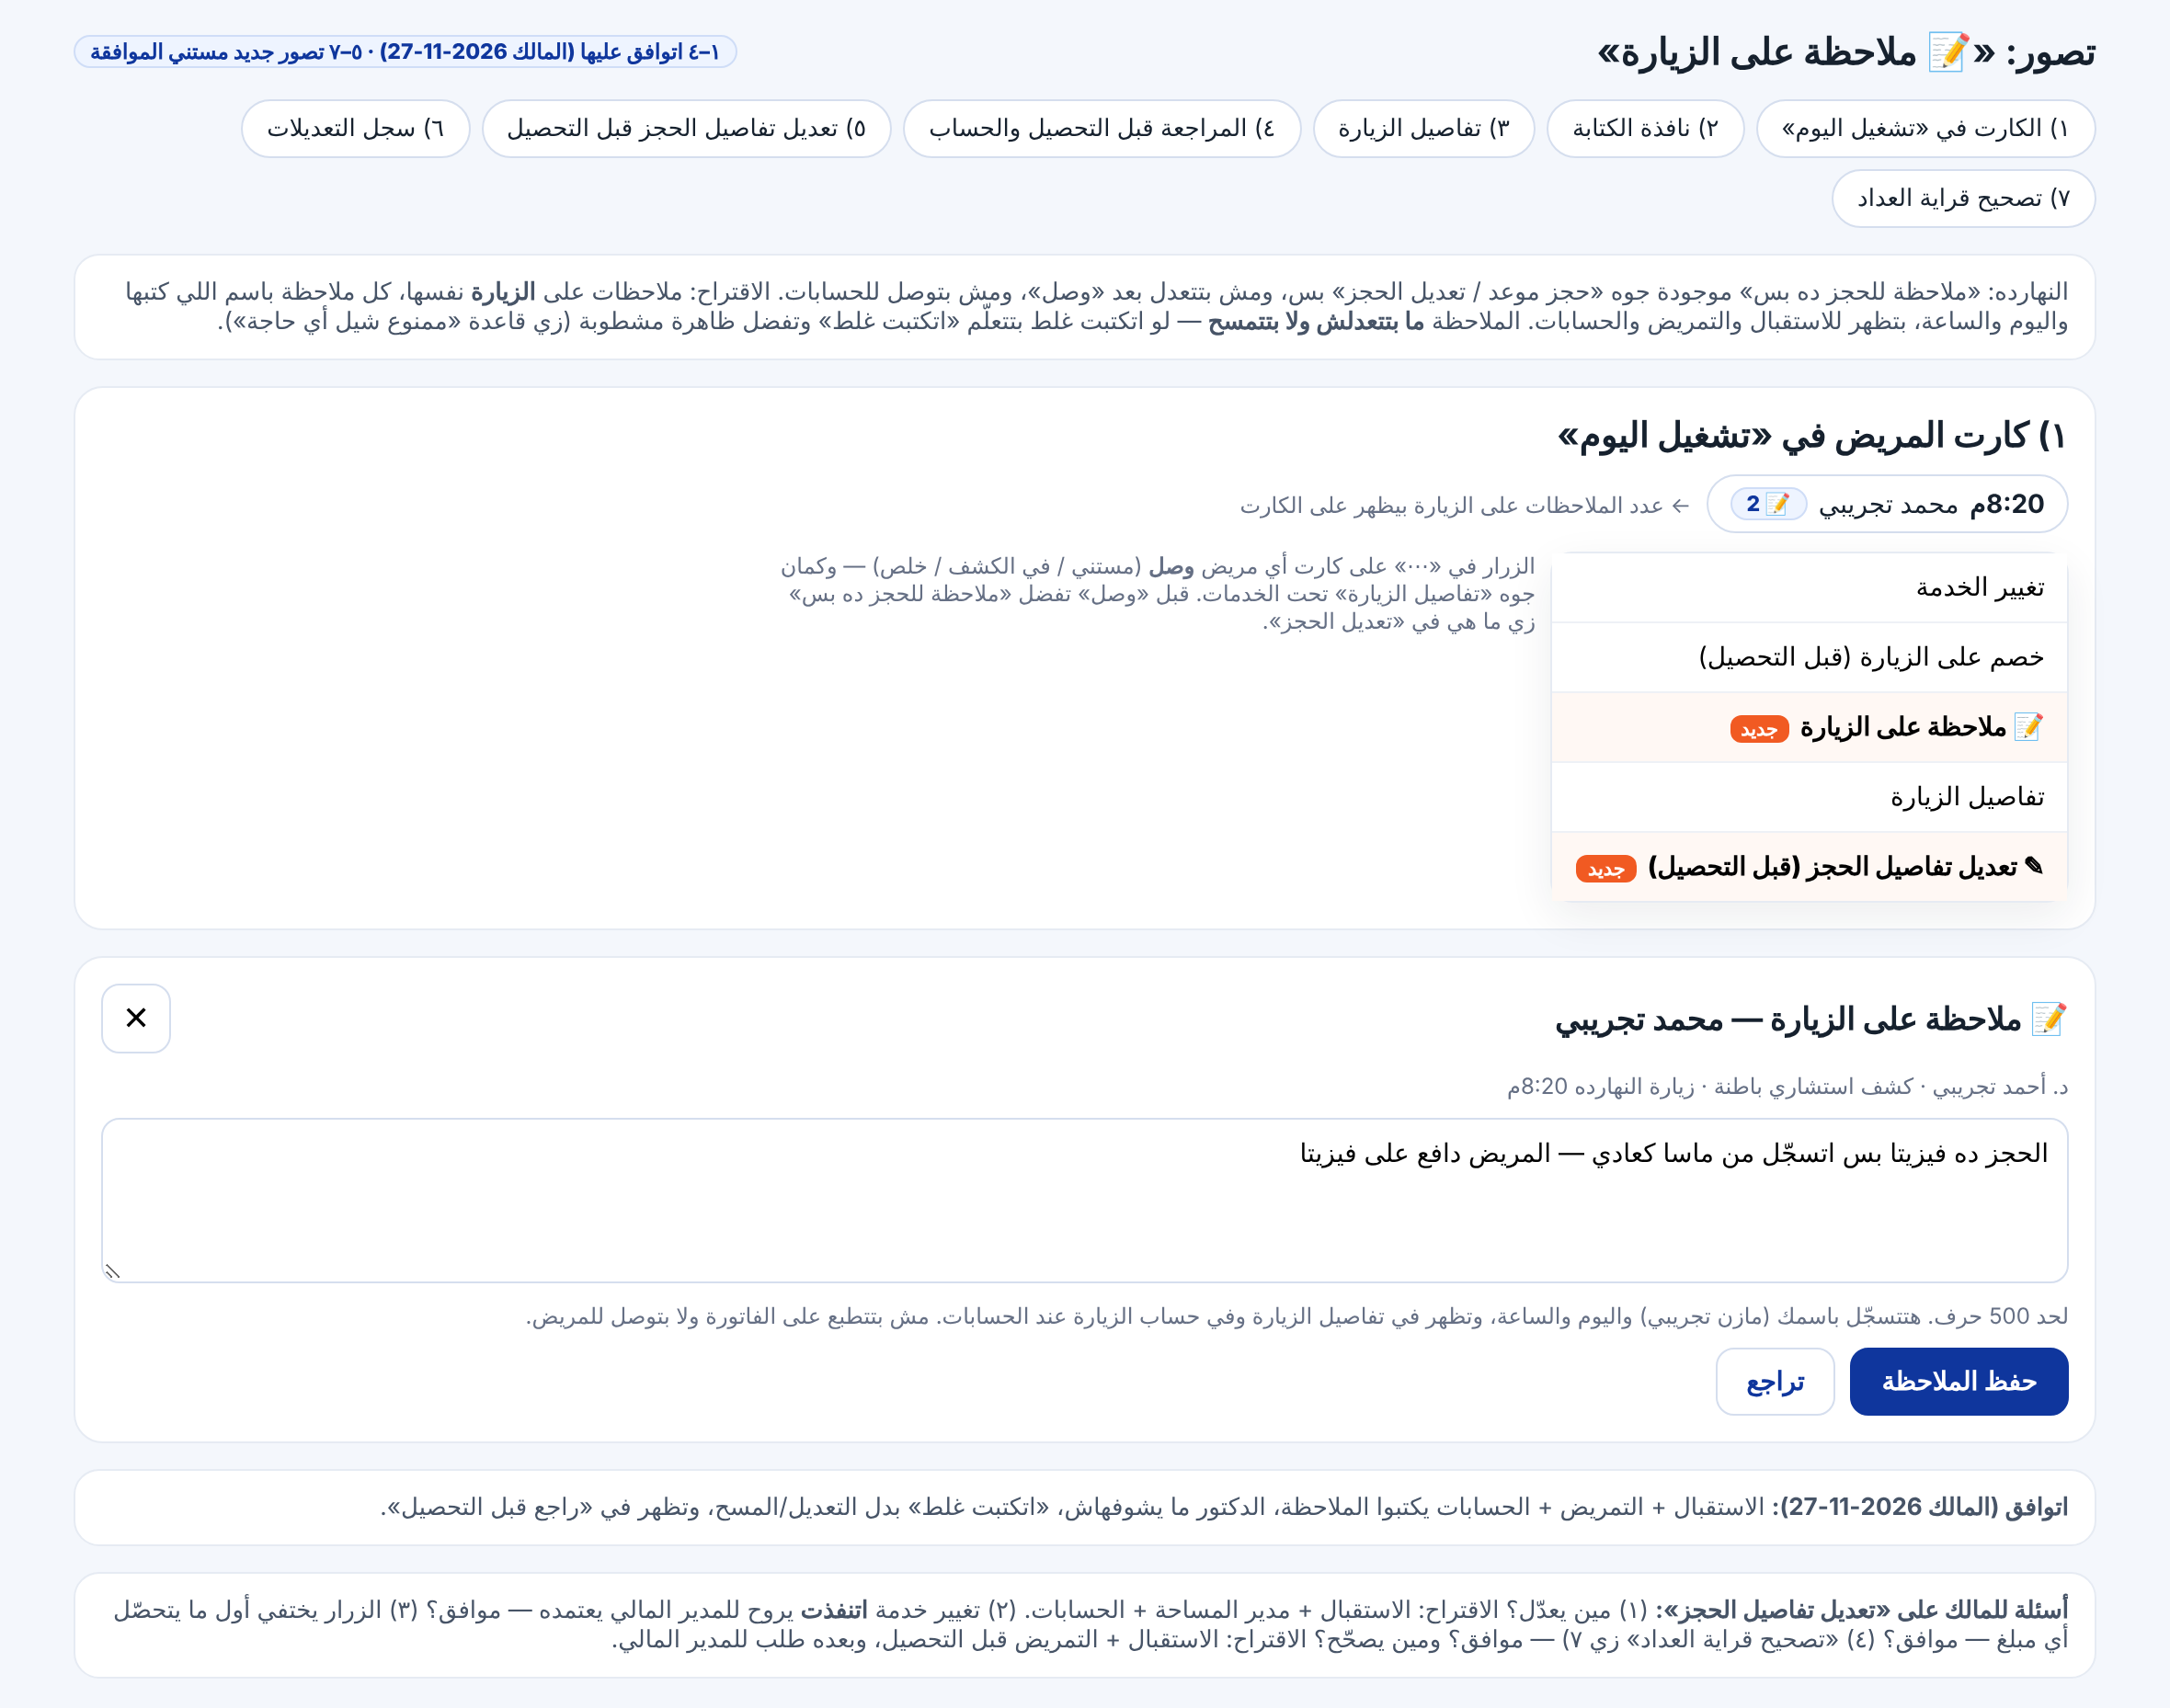 تصور: «📝 ملاحظة على الزيارة»
١–٤ اتوافق عليها (المالك 2026-11-27) · ٥–٧ تصور جديد مستني الموافقة
١) الكارت في «تشغيل اليوم»
٢) نافذة الكتابة
٣) تفاصيل الزيارة
٤) المراجعة قبل التحصيل والحساب
٥) تعديل تفاصيل الحجز قبل التحصيل
٦) سجل التعديلات
٧) تصحيح قراية العداد
النهارده: «ملاحظة للحجز ده بس» موجودة جوه «حجز موعد / تعديل الحجز» بس، ومش بتتعدل بعد «وصل»، ومش بتوصل للحسابات. الاقتراح: ملاحظات على الزيارة نفسها، كل ملاحظة باسم اللي كتبها
واليوم والساعة، بتظهر للاستقبال والتمريض والحسابات. الملاحظة ما بتتعدلش ولا بتتمسح — لو اتكتبت غلط بتتعلّم «اتكتبت غلط» وتفضل ظاهرة مشطوبة (زي قاعدة «ممنوع شيل أي حاجة»).
١) كارت المريض في «تشغيل اليوم»
8:20م محمد تجريبي 📝 2
← عدد الملاحظات على الزيارة بيظهر على الكارت
تغيير الخدمة
خصم على الزيارة (قبل التحصيل)
📝 ملاحظة على الزيارة جديد
تفاصيل الزيارة
✎ تعديل تفاصيل الحجز (قبل التحصيل) جديد
الزرار في «⋯» على كارت أي مريض وصل (مستني / في الكشف / خلص) — وكمان
جوه «تفاصيل الزيارة» تحت الخدمات. قبل «وصل» تفضل «ملاحظة للحجز ده بس»
زي ما هي في «تعديل الحجز».
📝 ملاحظة على الزيارة — محمد تجريبي
✕
د. أحمد تجريبي · كشف استشاري باطنة · زيارة النهارده 8:20م
الحجز ده فيزيتا بس اتسجّل من ماسا كعادي — المريض دافع على فيزيتا
لحد 500 حرف. هتتسجّل باسمك (مازن تجريبي) واليوم والساعة، وتظهر في تفاصيل الزيارة وفي حساب الزيارة عند الحسابات. مش بتتطبع على الفاتورة ولا بتوصل للمريض.
حفظ الملاحظة
تراجع
اتوافق (المالك 2026-11-27): الاستقبال + التمريض + الحسابات يكتبوا الملاحظة، الدكتور ما يشوفهاش، «اتكتبت غلط» بدل التعديل/المسح، وتظهر في «راجع قبل التحصيل».
أسئلة للمالك على «تعديل تفاصيل الحجز»: (١) مين يعدّل؟ الاقتراح: الاستقبال + مدير المساحة + الحسابات. (٢) تغيير خدمة اتنفذت يروح للمدير المالي يعتمده — موافق؟ (٣) الزرار يختفي أول ما يتحصّل
أي مبلغ — موافق؟ (٤) «تصحيح قراية العداد» زي ٧) — موافق؟ ومين يصحّح؟ الاقتراح: الاستقبال + التمريض قبل التحصيل، وبعده طلب للمدير المالي.